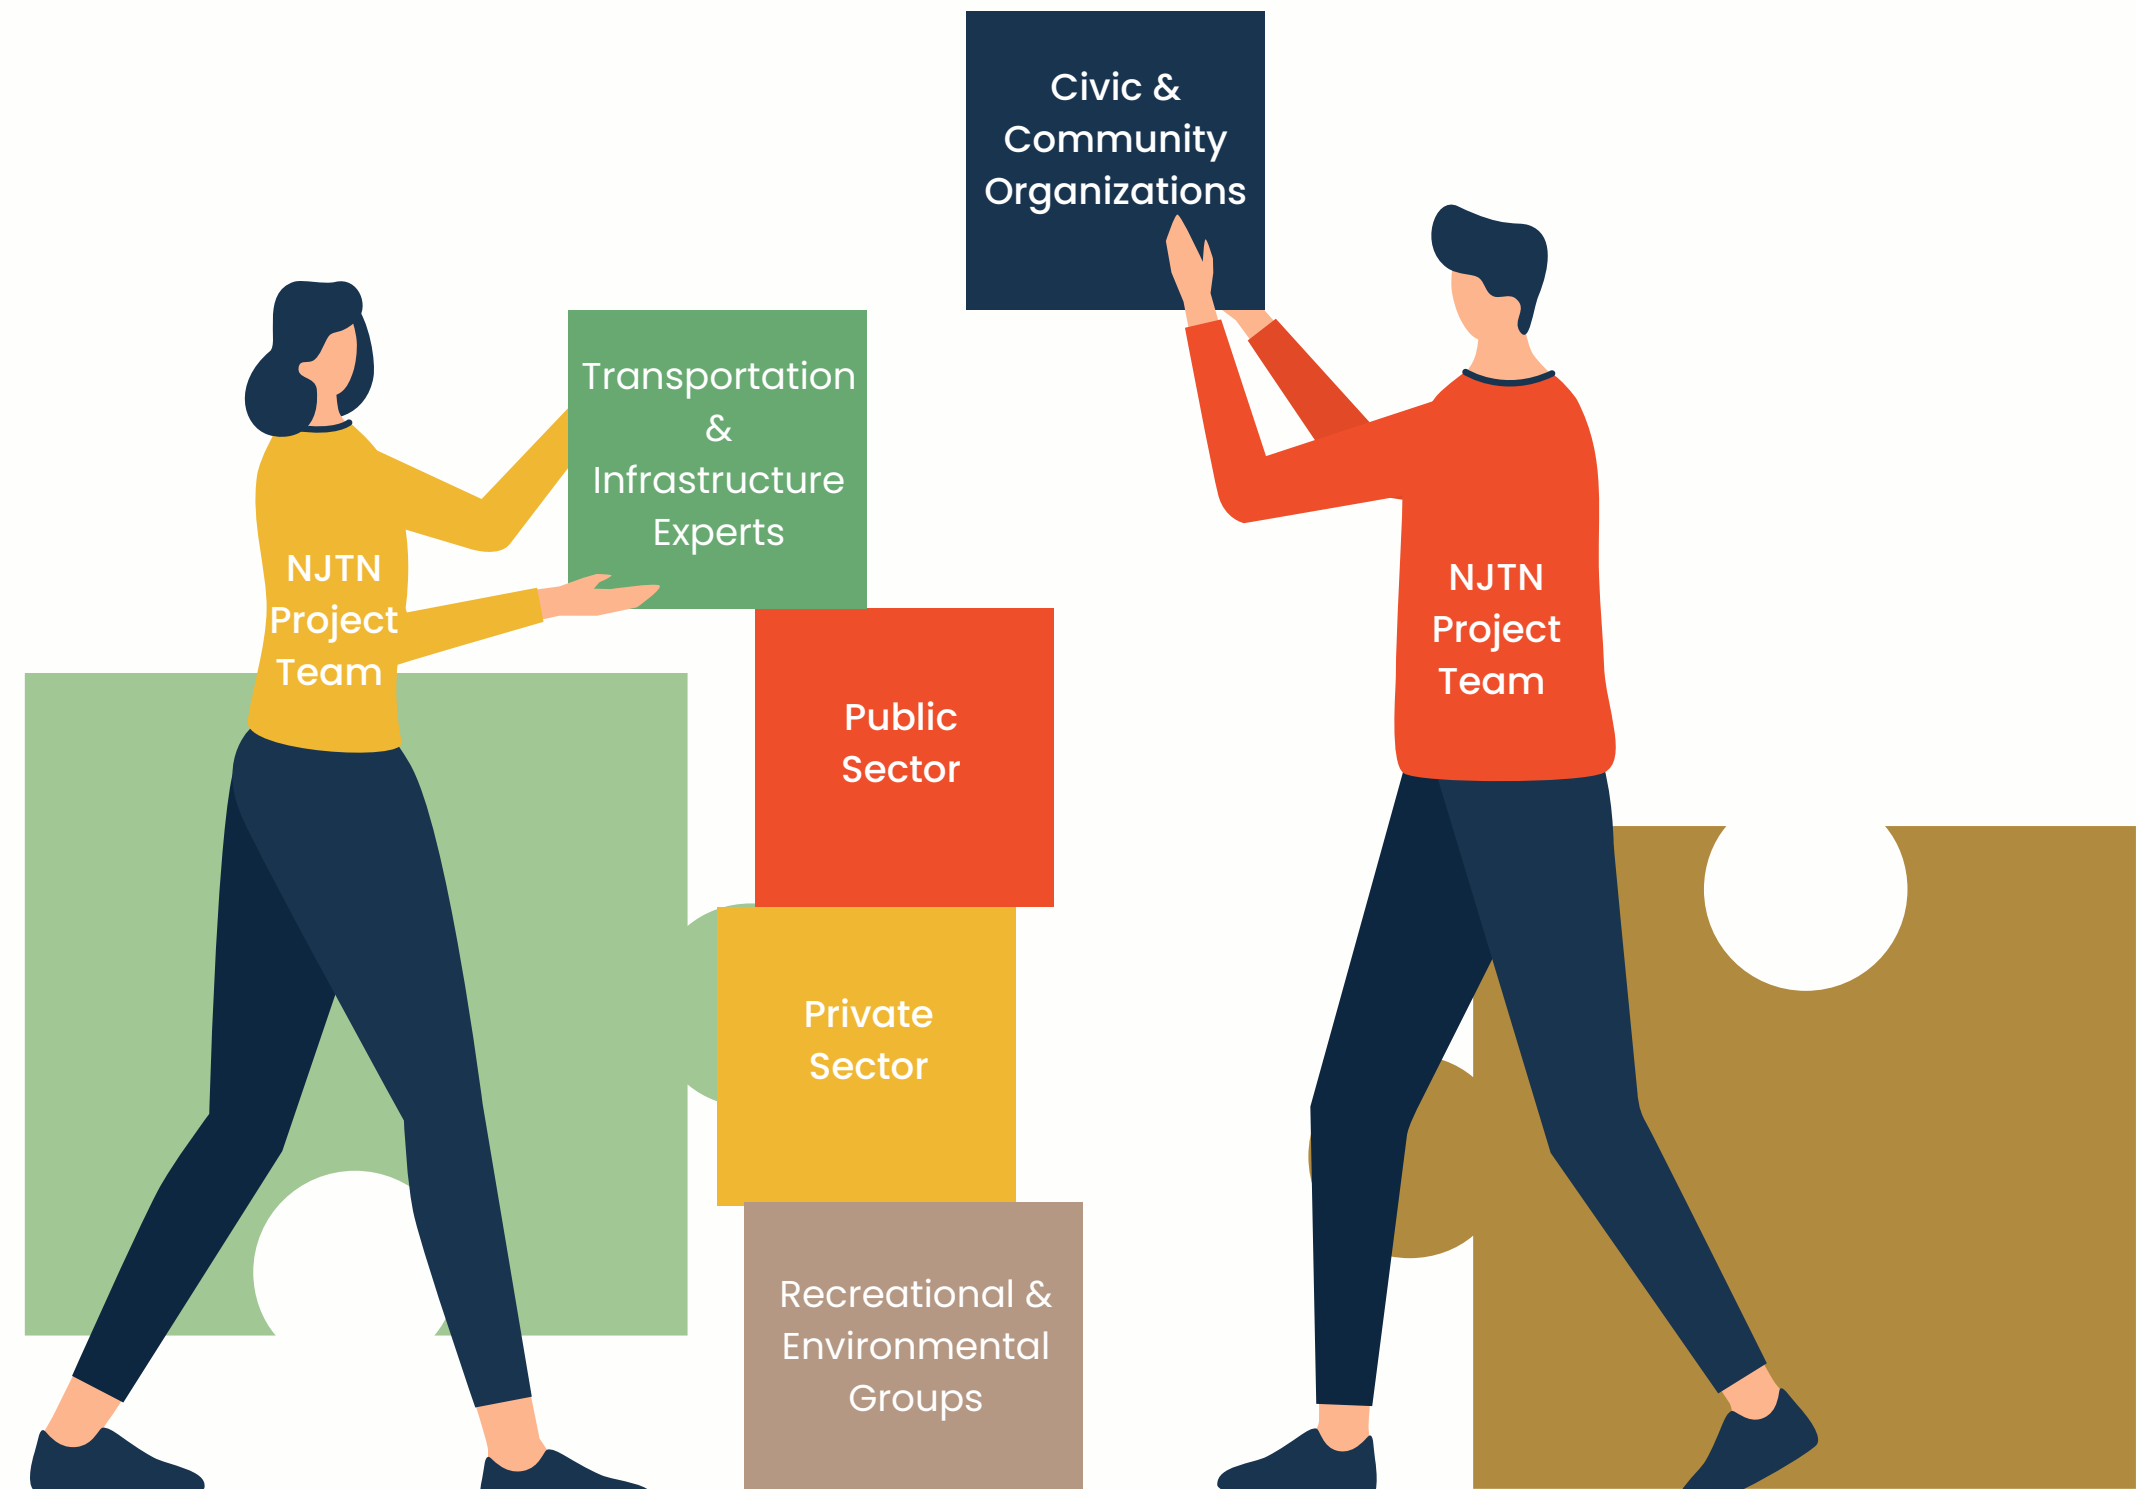 Civic &
Community
Organizations
Transportation
&
Infrastructure
Experts
NJTN
Project
Team
NJTN
Project
Team
Public
Sector
Private
Sector
Recreational &
Environmental
Groups